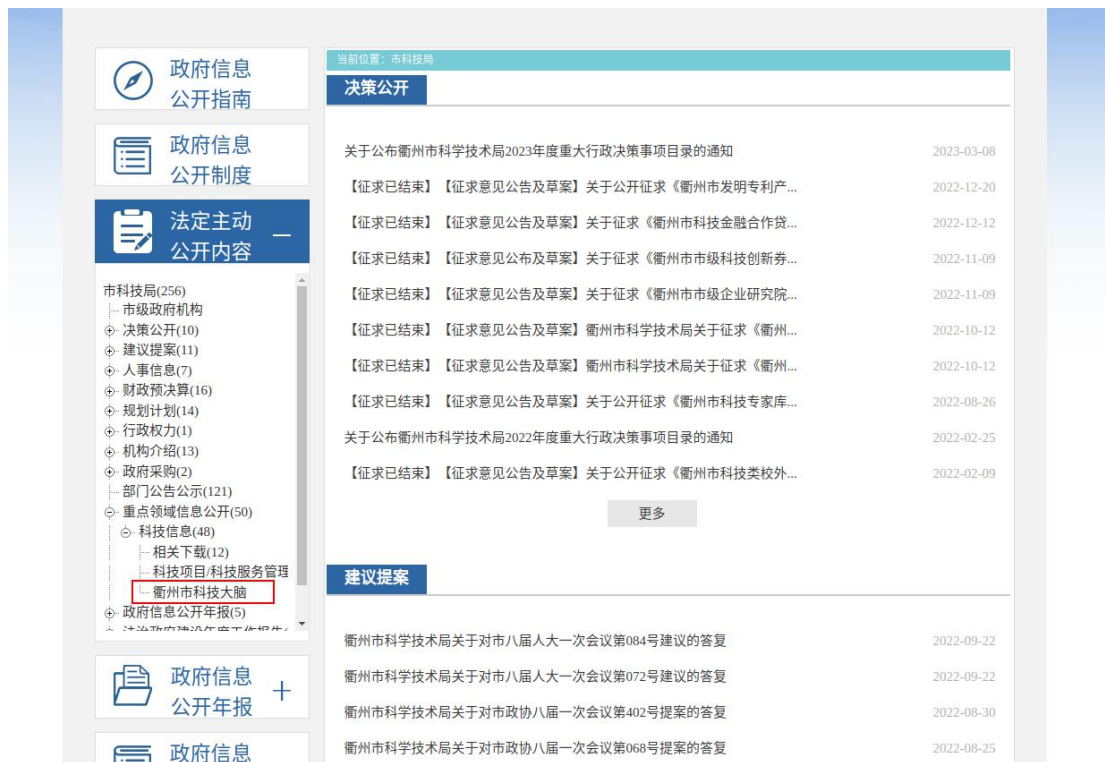 政府信息
公开指南
政府信息
公开制度
法定主动
公开内容
市科技局(256)
市级政府机构
决策公开(10)
建议提案(11)
人事信息(7)
财政预决算(16)
规划计划(14)
行政权力(1)
机构介绍(13)
政府采购(2)
部门公告公示(121)
重点领域信息公开(50)
科技信息(48)
相关下载(12)
科技项目/科技服务管理
衢州市科技大脑
政府信息公开年报(5)
法治政府建设年度工作报告(
政府信息
公开年报
政府信息
当前位置：市科技局
决策公开
关于公布衢州市科学技术局2023年度重大行政决策事项目录的通知 2023-03-08
【征求已结束】【征求意见公告及草案】关于公开征求《衢州市发明专利产... 2022-12-20
【征求已结束】【征求意见公告及草案】关于征求《衢州市科技金融合作贷... 2022-12-12
【征求已结束】【征求意见公布及草案】关于征求《衢州市市级科技创新券... 2022-11-09
【征求已结束】【征求意见公告及草案】关于征求《衢州市市级企业研究院... 2022-11-09
【征求已结束】【征求意见公告及草案】衢州市科学技术局关于征求《衢州... 2022-10-12
【征求已结束】【征求意见公告及草案】衢州市科学技术局关于征求《衢州... 2022-10-12
【征求已结束】【征求意见公告及草案】关于公开征求《衢州市科技专家库... 2022-08-26
关于公布衢州市科学技术局2022年度重大行政决策事项目录的通知 2022-02-25
【征求已结束】【征求意见公告及草案】关于公开征求《衢州市科技类校外... 2022-02-09
更多
建议提案
衢州市科学技术局关于对市八届人大一次会议第084号建议的答复 2022-09-22
衢州市科学技术局关于对市八届人大一次会议第072号建议的答复 2022-09-22
衢州市科学技术局关于对市政协八届一次会议第402号提案的答复 2022-08-30
衢州市科学技术局关于对市政协八届一次会议第068号提案的答复 2022-08-25